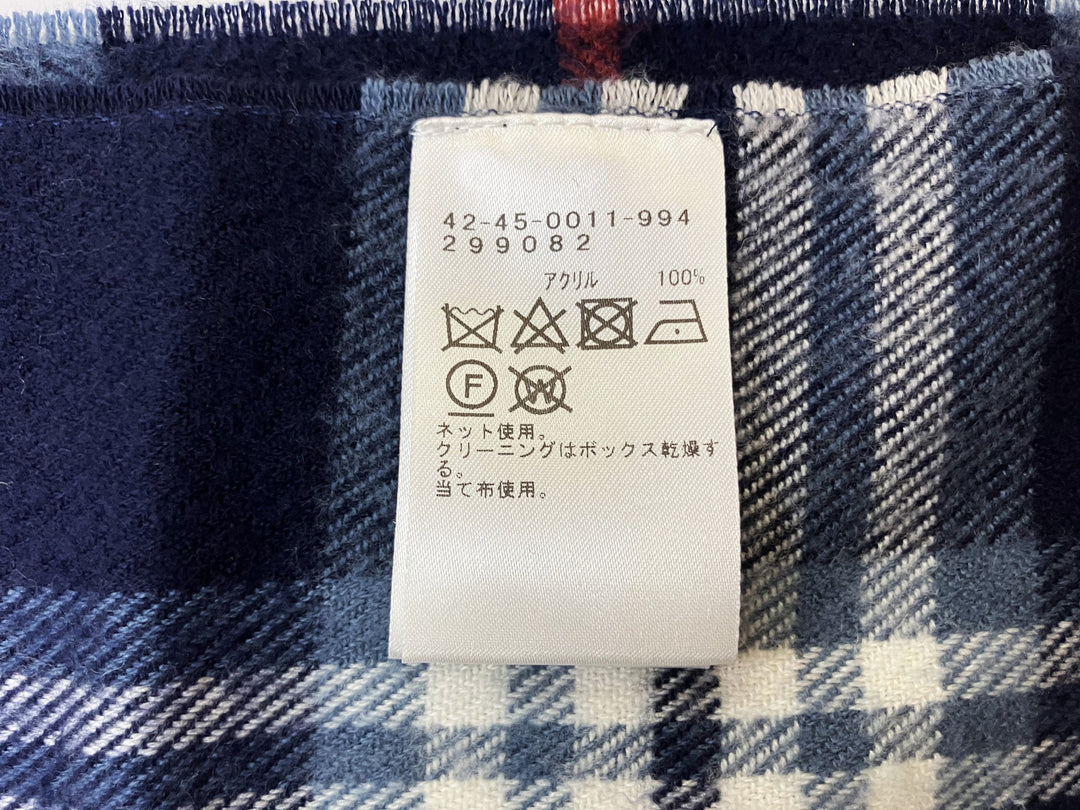 42-45-0011-994
299082
アクリル 100%
F W
ネット使用。
クリーニングはボックス乾燥す
る。
当て布使用。